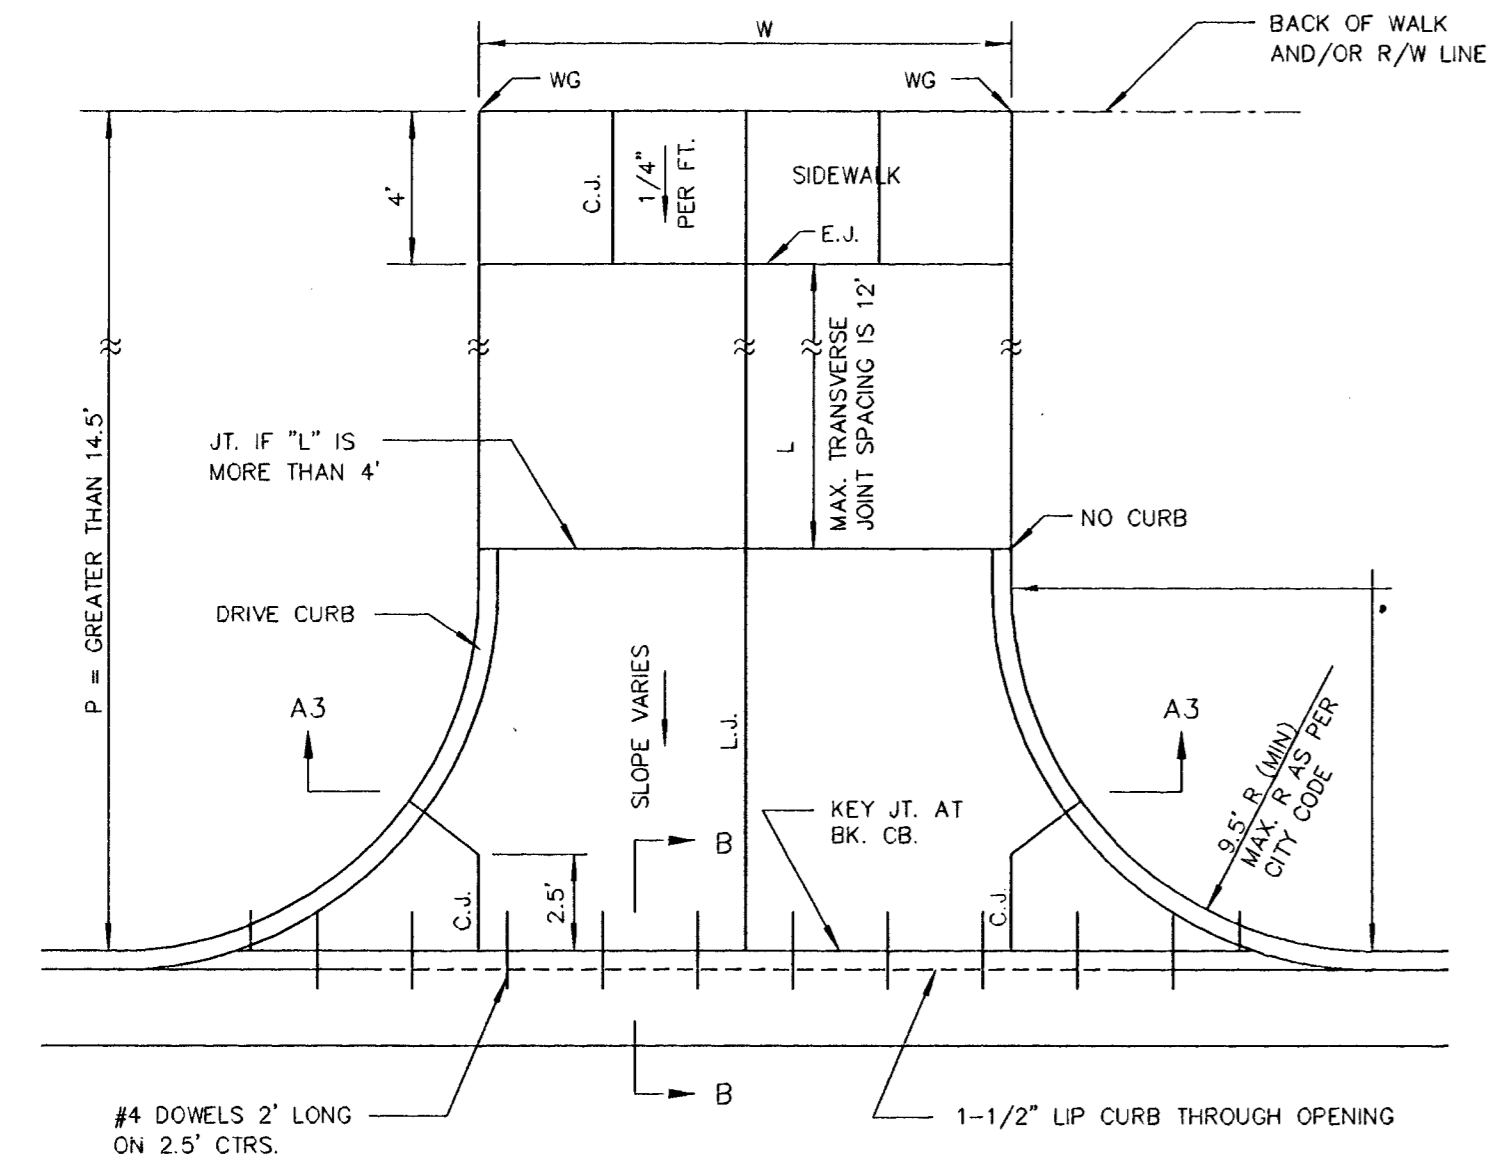 W
BACK OF WALK
AND/OR R/W LINE
WG
WG
4'
C.J.
1/4"
PER FT.
SIDEWALK
E.J.
MAX. TRANSVERSE
JOINT SPACING IS 12'
L
P = GREATER THAN 14.5'
JT. IF "L" IS
MORE THAN 4'
NO CURB
DRIVE CURB
SLOPE VARIES
L.J.
A3
A3
9.5' R (MIN)
MAX. R AS PER
CITY CODE
KEY JT. AT
BK. CB.
B
C.J.
2.5'
C.J.
B
#4 DOWELS 2' LONG
ON 2.5' CTRS.
1-1/2" LIP CURB THROUGH OPENING